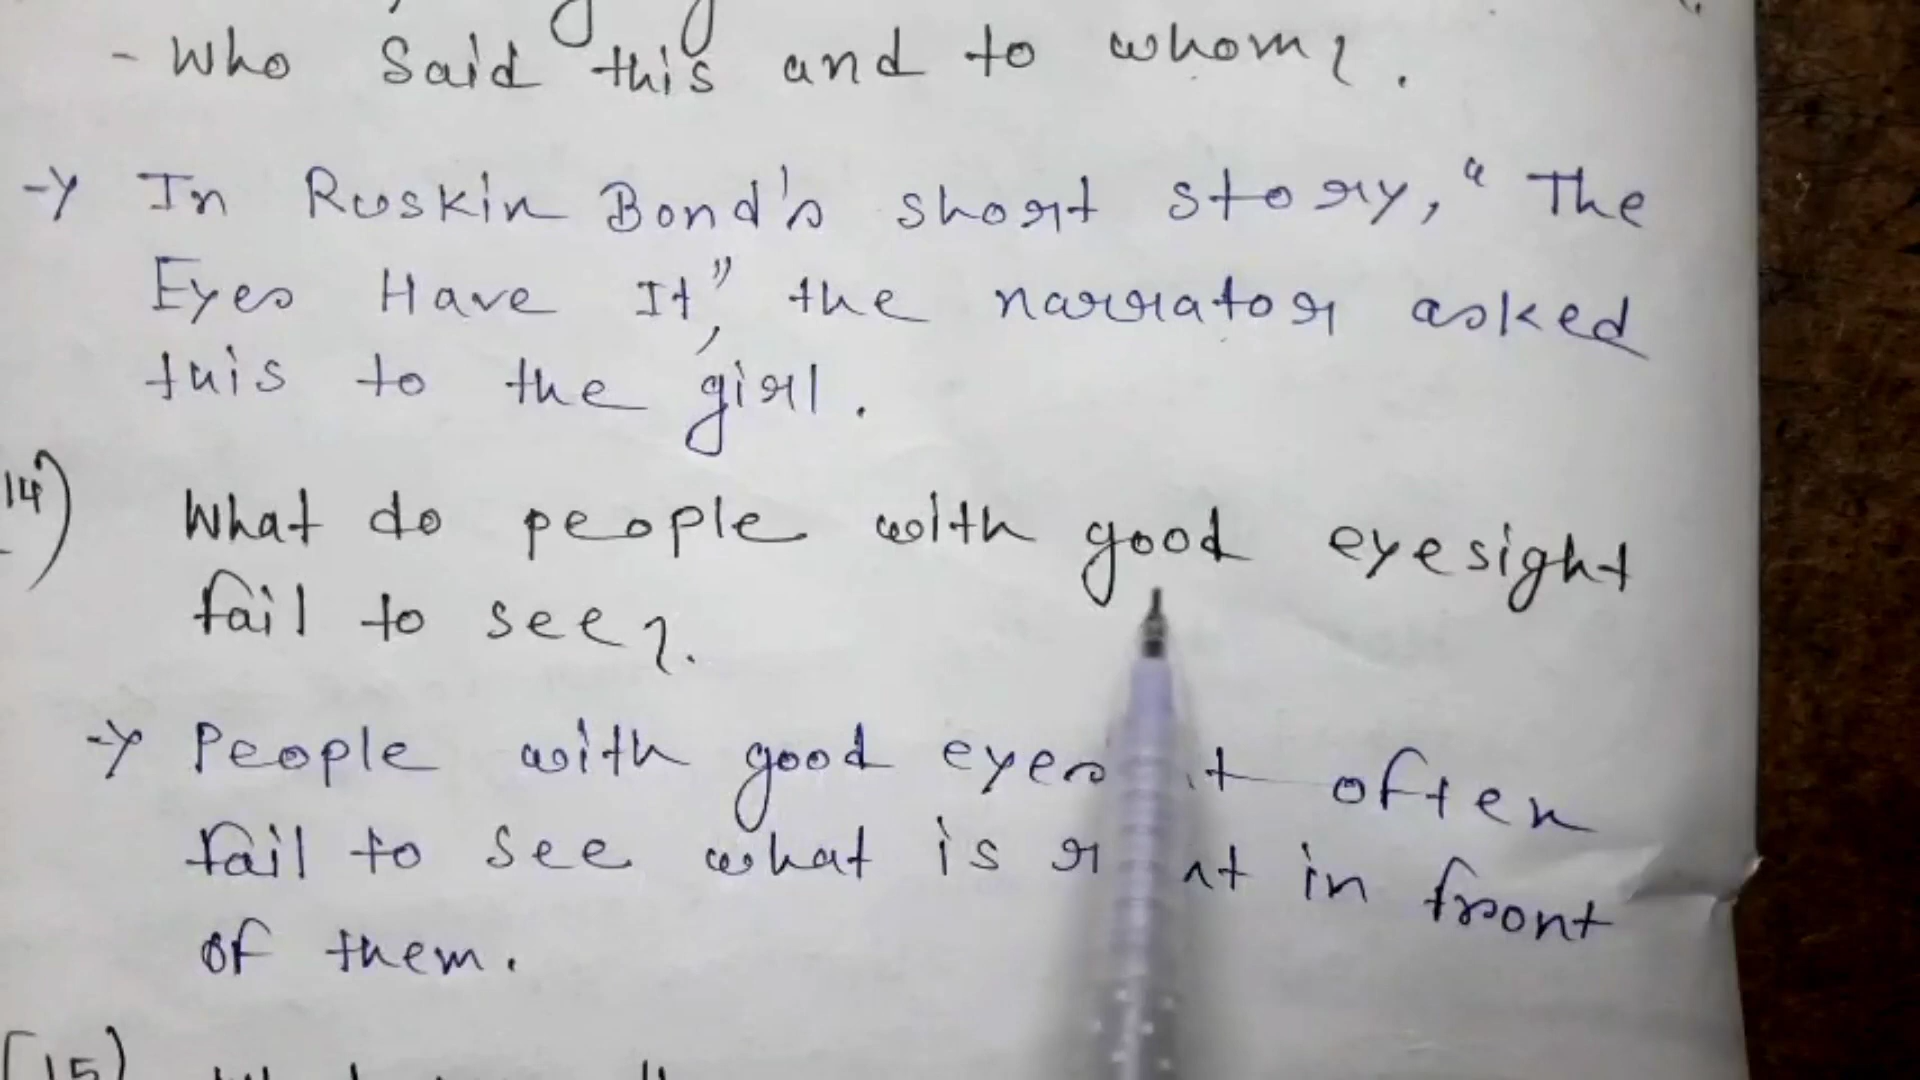 - Who said this and to whom?.
→ In Ruskin Bond's short story, "The
Eyes Have It", the narrator asked
this to the girl.
14) What do people with good eyesight
fail to see?.
→ People with good often
fail to see what is in front
of them.
(15)